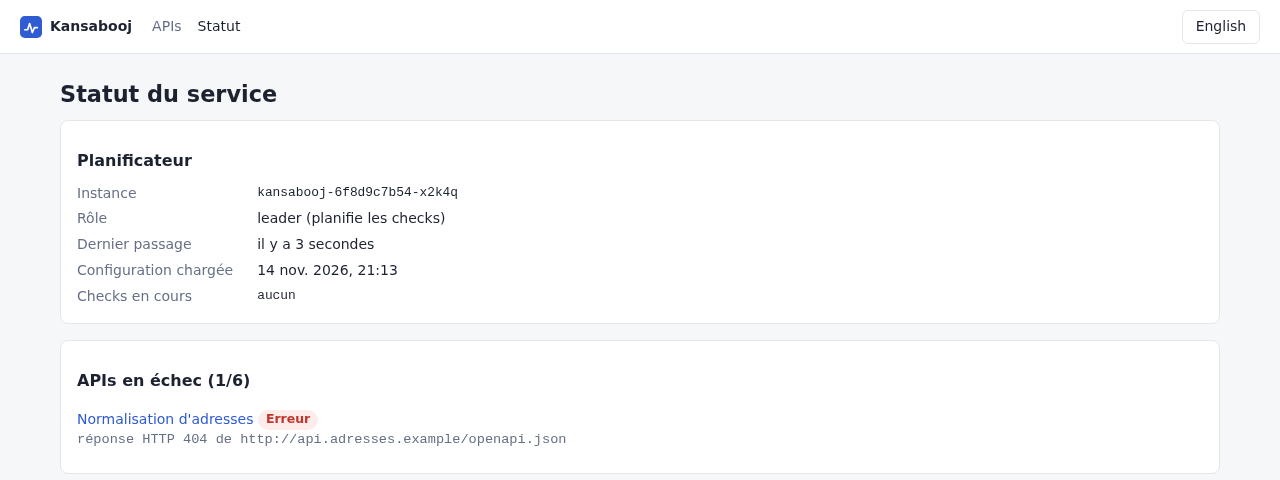 Kansabooj APIs Statut English
Statut du service
Planificateur
Instance kansabooj-6f8d9c7b54-x2k4q
Rôle leader (planifie les checks)
Dernier passage il y a 3 secondes
Configuration chargée 14 nov. 2026, 21:13
Checks en cours aucun
APIs en échec (1/6)
Normalisation d'adresses Erreur
réponse HTTP 404 de http://api.adresses.example/openapi.json